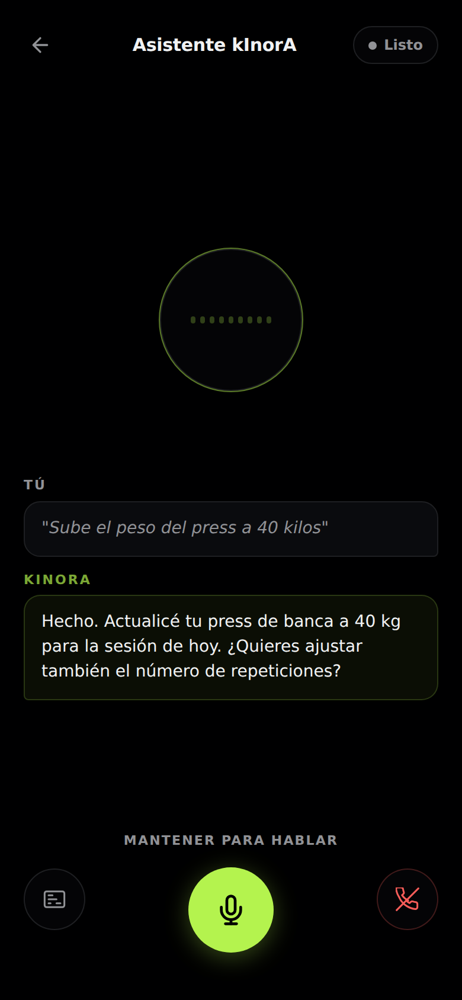 Asistente kInorA
Listo
TÚ
"Sube el peso del press a 40 kilos"
KINORA
Hecho. Actualicé tu press de banca a 40 kg
para la sesión de hoy. ¿Quieres ajustar
también el número de repeticiones?
MANTENER PARA HABLAR